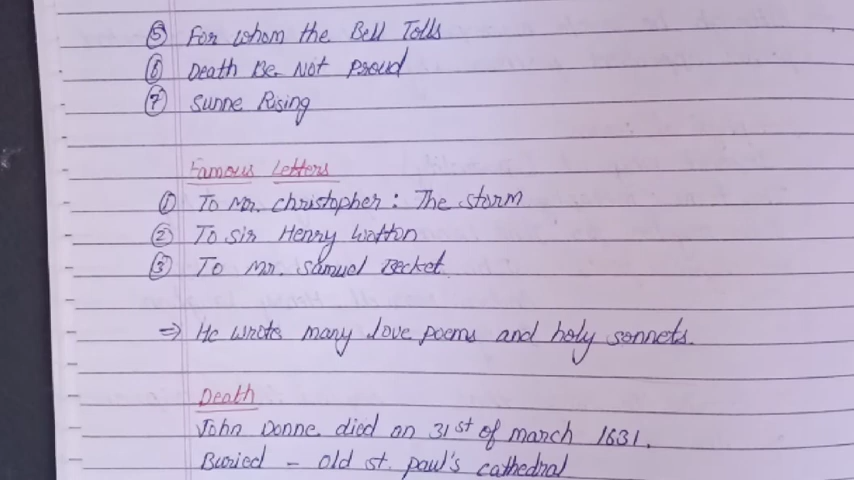 ⑤ For whom the Bell Tolls
⑥ Death Be Not Proud
⑦ Sunne Rising
Famous Letters
① To Mr. Christopher : The storm
② To Sir Henry Wotton
③ To Mr. Samuel Becket.
⇒ He wrote many love poems and holy sonnets.
Death
John Donne died on 31st of march 1631.
Buried - old st. paul's cathedral